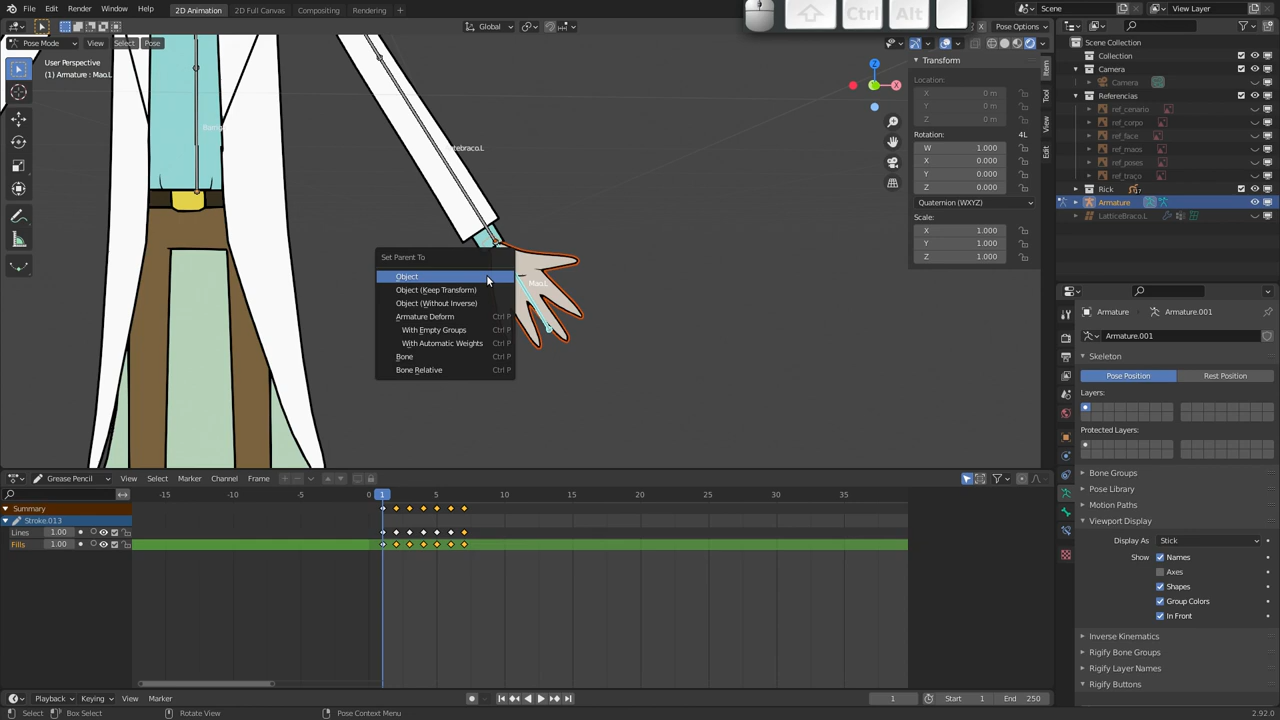 File Edit Render Window Help
2D Animation 2D Full Canvas Compositing Rendering +
Ctrl Alt
Scene View Layer
Global Pose Options
Pose Mode View Select Pose
User Perspective
(1) Armature : Mao.L
X
Z
Mao.L
Set Parent To
Object
Object (Keep Transform)
Object (Without Inverse)
Armature Deform Ctrl P
With Empty Groups Ctrl P
With Automatic Weights Ctrl P
Bone Ctrl P
Bone Relative Ctrl P
Transform
Location:
X 0 m
Y 0 m
Z 0 m
Rotation: 4L
W 1.000
X 0.000
Y 0.000
Z 0.000
Quaternion (WXYZ)
Scale:
X 1.000
Y 1.000
Z 1.000
Item
Tool
View
Edit
Scene Collection
Collection
Camera
Camera
Referencias
ref_cenario
ref_corpo
ref_face
ref_maos
ref_poses
ref_traço
Rick
Armature
LatticeBraco.L
Armature Armature.001
Armature.001
Skeleton
Pose Position Rest Position
Layers:
Protected Layers:
Bone Groups
Pose Library
Motion Paths
Viewport Display
Display As Stick
Show Names
Axes
Shapes
Group Colors
In Front
Inverse Kinematics
Rigify Bone Groups
Rigify Layer Names
Rigify Buttons
Grease Pencil View Select Marker Channel Frame
-15 -10 -5 0 1 5 10 15 20 25 30 35
Summary
Stroke.013
Lines 1.00
Fills 1.00
Playback Keying View Marker 1 Start 1 End 250
Select Box Select Rotate View Pose Context Menu 2.92.0